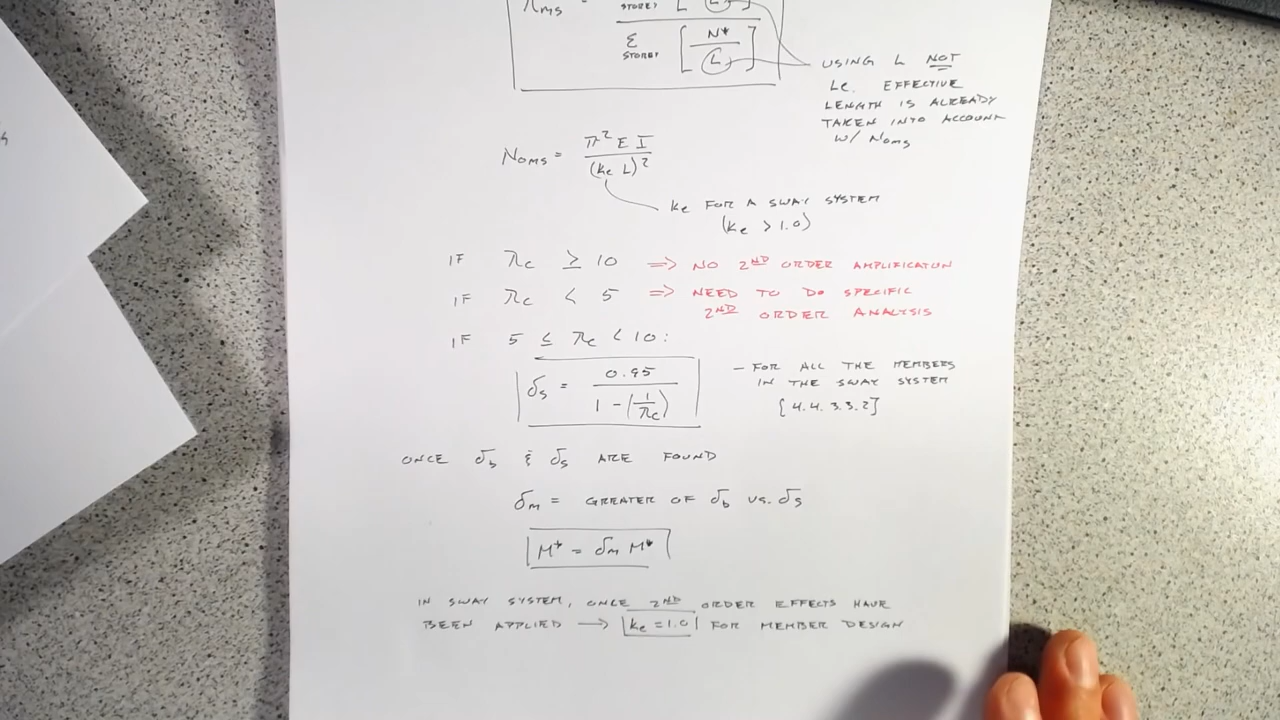 λms =
STOREY [ L ]
Σ STOREY [ N* / L ]
USING L NOT
Le. EFFECTIVE
LENGTH IS ALREADY
TAKEN INTO ACCOUNT
W/ Noms
Noms = π² E I / (ke L)²
ke FOR A SWAY SYSTEM
(ke > 1.0)
IF λc ≥ 10 => NO 2ND ORDER AMPLIFICATION
IF λc < 5 => NEED TO DO SPECIFIC
2ND ORDER ANALYSIS
IF 5 ≤ λc < 10:
δs = 0.95 / 1 - (1/λc)
- FOR ALL THE MEMBERS
IN THE SWAY SYSTEM
[4.4.3.3.2]
ONCE δb & δs ARE FOUND
δm = GREATER OF δb VS. δs
M* = δm M*
IN SWAY SYSTEM, ONCE 2ND ORDER EFFECTS HAVE
BEEN APPLIED → ke = 1.0 FOR MEMBER DESIGN